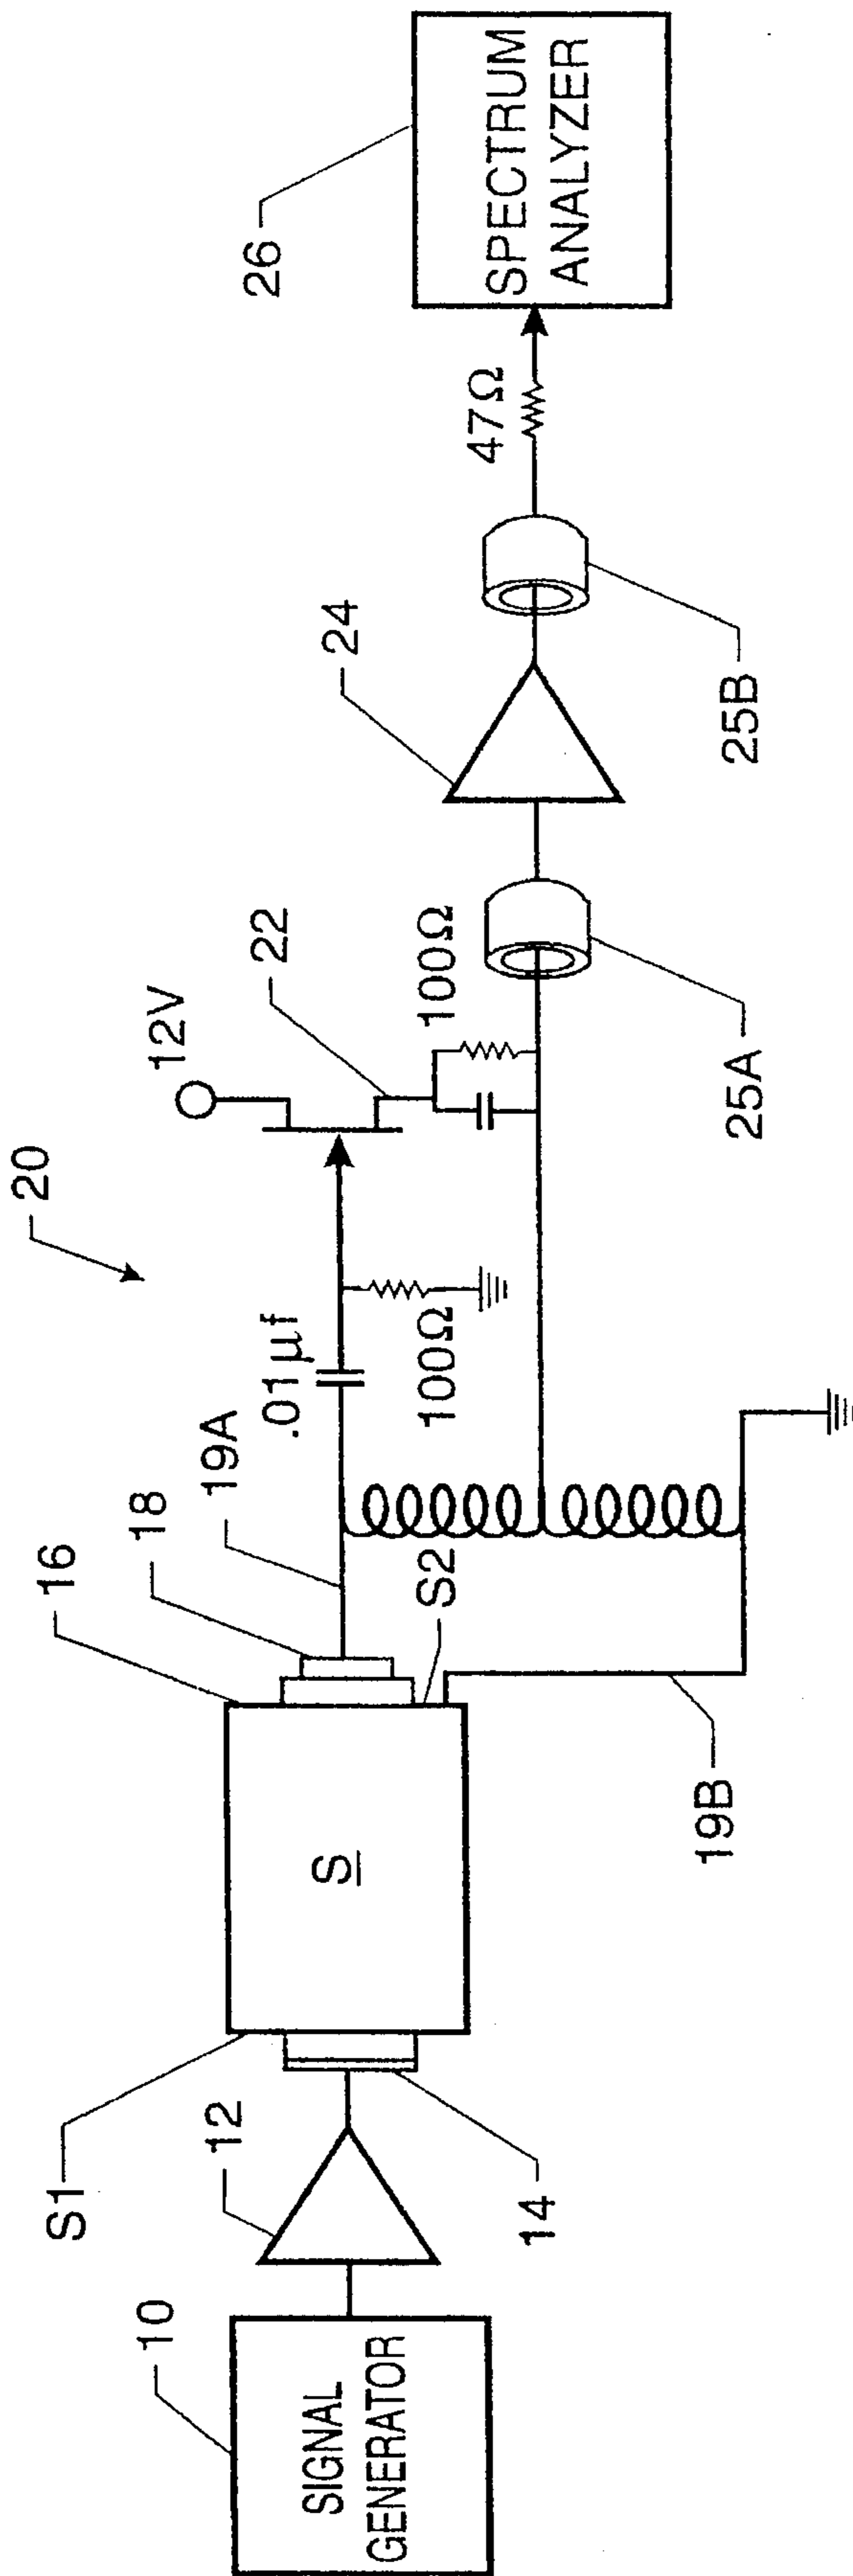 20
16
18
19A
.01µf
12V
22
100Ω
24
47Ω
26
SPECTRUM
ANALYZER
S1
12
10
SIGNAL
GENERATOR
S
S2
100Ω
14
19B
25A
25B